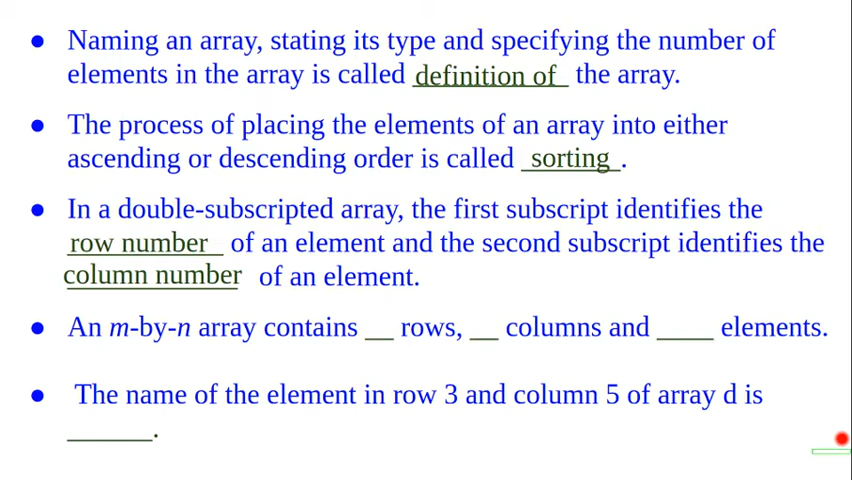 ● Naming an array, stating its type and specifying the number of
elements in the array is called definition of the array.
● The process of placing the elements of an array into either
ascending or descending order is called sorting.
● In a double-subscripted array, the first subscript identifies the
row number of an element and the second subscript identifies the
column number of an element.
● An m-by-n array contains __ rows, __ columns and ____ elements.
● The name of the element in row 3 and column 5 of array d is
______.